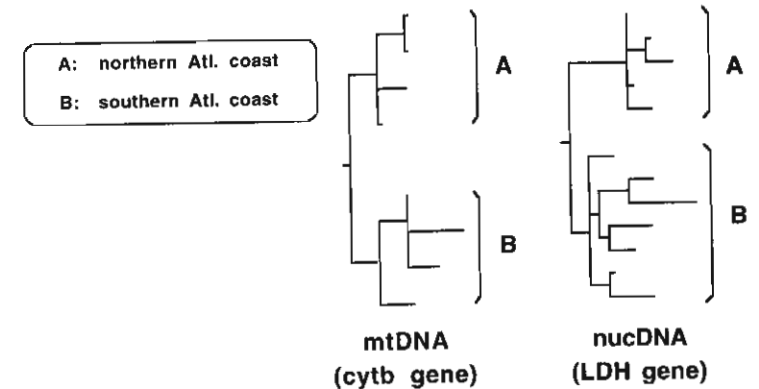 A: northern Atl. coast
B: southern Atl. coast
A
A
B
B
mtDNA
(cytb gene)
nucDNA
(LDH gene)